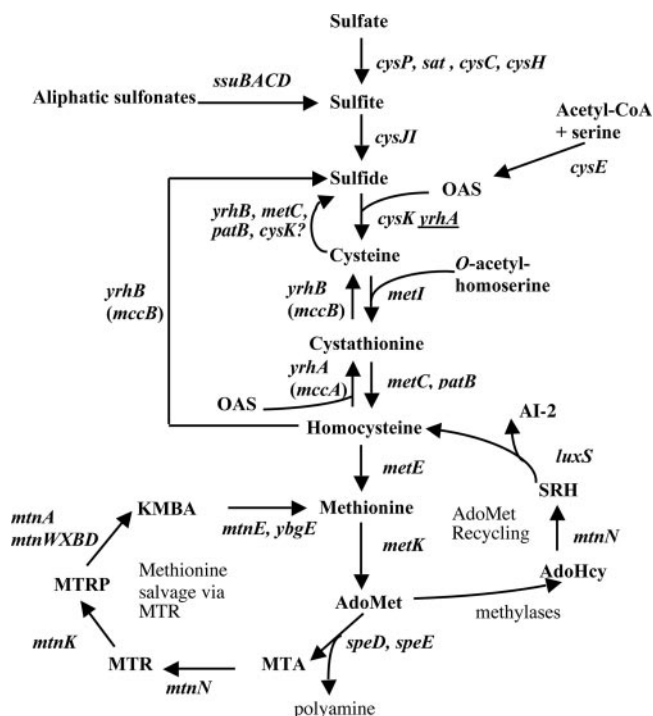 Sulfate
cysP, sat , cysC, cysH
ssuBACD
Aliphatic sulfonates
Sulfite
Acetyl-CoA
+ serine
cysJI
cysE
Sulfide
OAS
yrhB, metC,
patB, cysK?
cysK yrhA
Cysteine
O-acetyl-
homoserine
yrhB
(mccB)
yrhB
(mccB)
metI
Cystathionine
yrhA
(mccA)
metC, patB
OAS
AI-2
Homocysteine
luxS
metE
SRH
mtnA
mtnWXBD
KMBA
mtnE, ybgE
Methionine
AdoMet
Recycling
mtnN
metK
MTRP
Methionine
salvage via
MTR
AdoHcy
AdoMet
methylases
mtnK
speD, speE
MTR
MTA
mtnN
polyamine